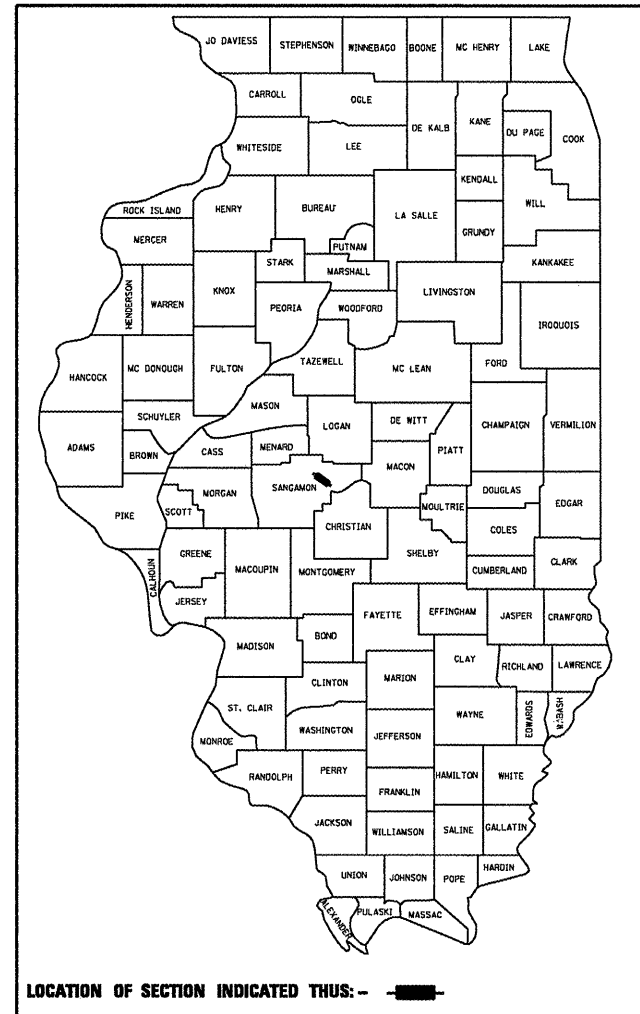 JO DAVIESS STEPHENSON WINNEBAGO BOONE MC HENRY LAKE
CARROLL OGLE DE KALB KANE DU PAGE COOK
WHITESIDE LEE
KENDALL
ROCK ISLAND HENRY BUREAU LA SALLE WILL
MERCER PUTNAM GRUNDY
STARK MARSHALL KANKAKEE
HENDERSON WARREN KNOX PEORIA WOODFORD LIVINGSTON IROQUOIS
HANCOCK MC DONOUGH FULTON TAZEWELL MC LEAN FORD
MASON
SCHUYLER LOGAN DE WITT CHAMPAIGN VERMILION
ADAMS BROWN CASS MENARD MACON PIATT
SANGAMON
PIKE SCOTT MORGAN CHRISTIAN MOULTRIE DOUGLAS EDGAR
COLES
CALHOUN GREENE MACOUPIN MONTGOMERY SHELBY CUMBERLAND CLARK
JERSEY FAYETTE EFFINGHAM JASPER CRAWFORD
MADISON BOND
CLINTON MARION CLAY RICHLAND LAWRENCE
ST. CLAIR WAYNE EDWARDS WABASH
MONROE WASHINGTON JEFFERSON
RANDOLPH PERRY FRANKLIN HAMILTON WHITE
JACKSON WILLIAMSON SALINE GALLATIN
UNION JOHNSON POPE HARDIN
ALEXANDER PULASKI MASSAC
LOCATION OF SECTION INDICATED THUS: -